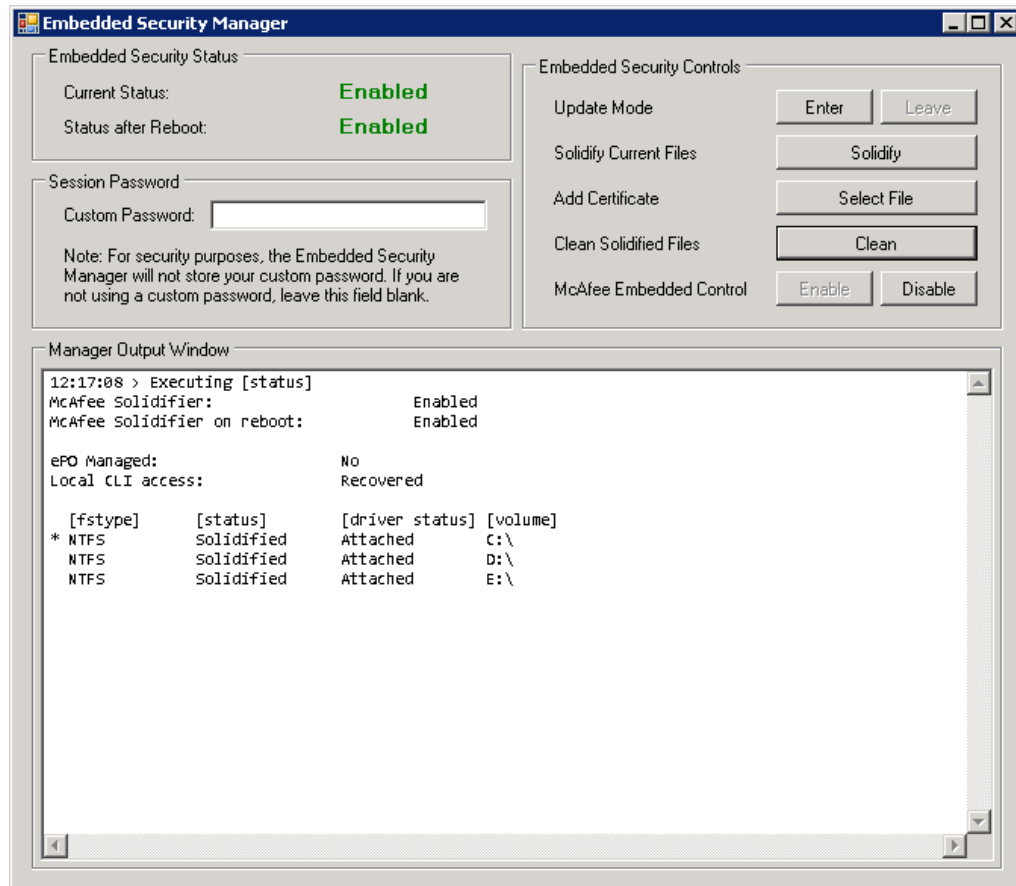 Embedded Security Manager
Embedded Security Status
Current Status: Enabled
Status after Reboot: Enabled
Session Password
Custom Password:
Note: For security purposes, the Embedded Security
Manager will not store your custom password. If you are
not using a custom password, leave this field blank.
Embedded Security Controls
Update Mode Enter Leave
Solidify Current Files Solidify
Add Certificate Select File
Clean Solidified Files Clean
McAfee Embedded Control Enable Disable
Manager Output Window
12:17:08 > Executing [status]
McAfee Solidifier: Enabled
McAfee Solidifier on reboot: Enabled
ePO Managed: No
Local CLI access: Recovered
[fstype] [status] [driver status] [volume]
* NTFS Solidified Attached C:\
NTFS Solidified Attached D:\
NTFS Solidified Attached E:\